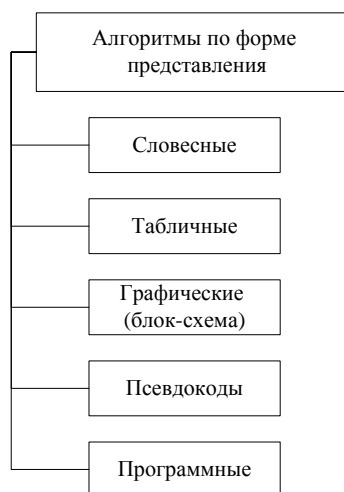 Алгоритмы по форме
представления
Словесные
Табличные
Графические
(блок-схема)
Псевдокоды
Программные